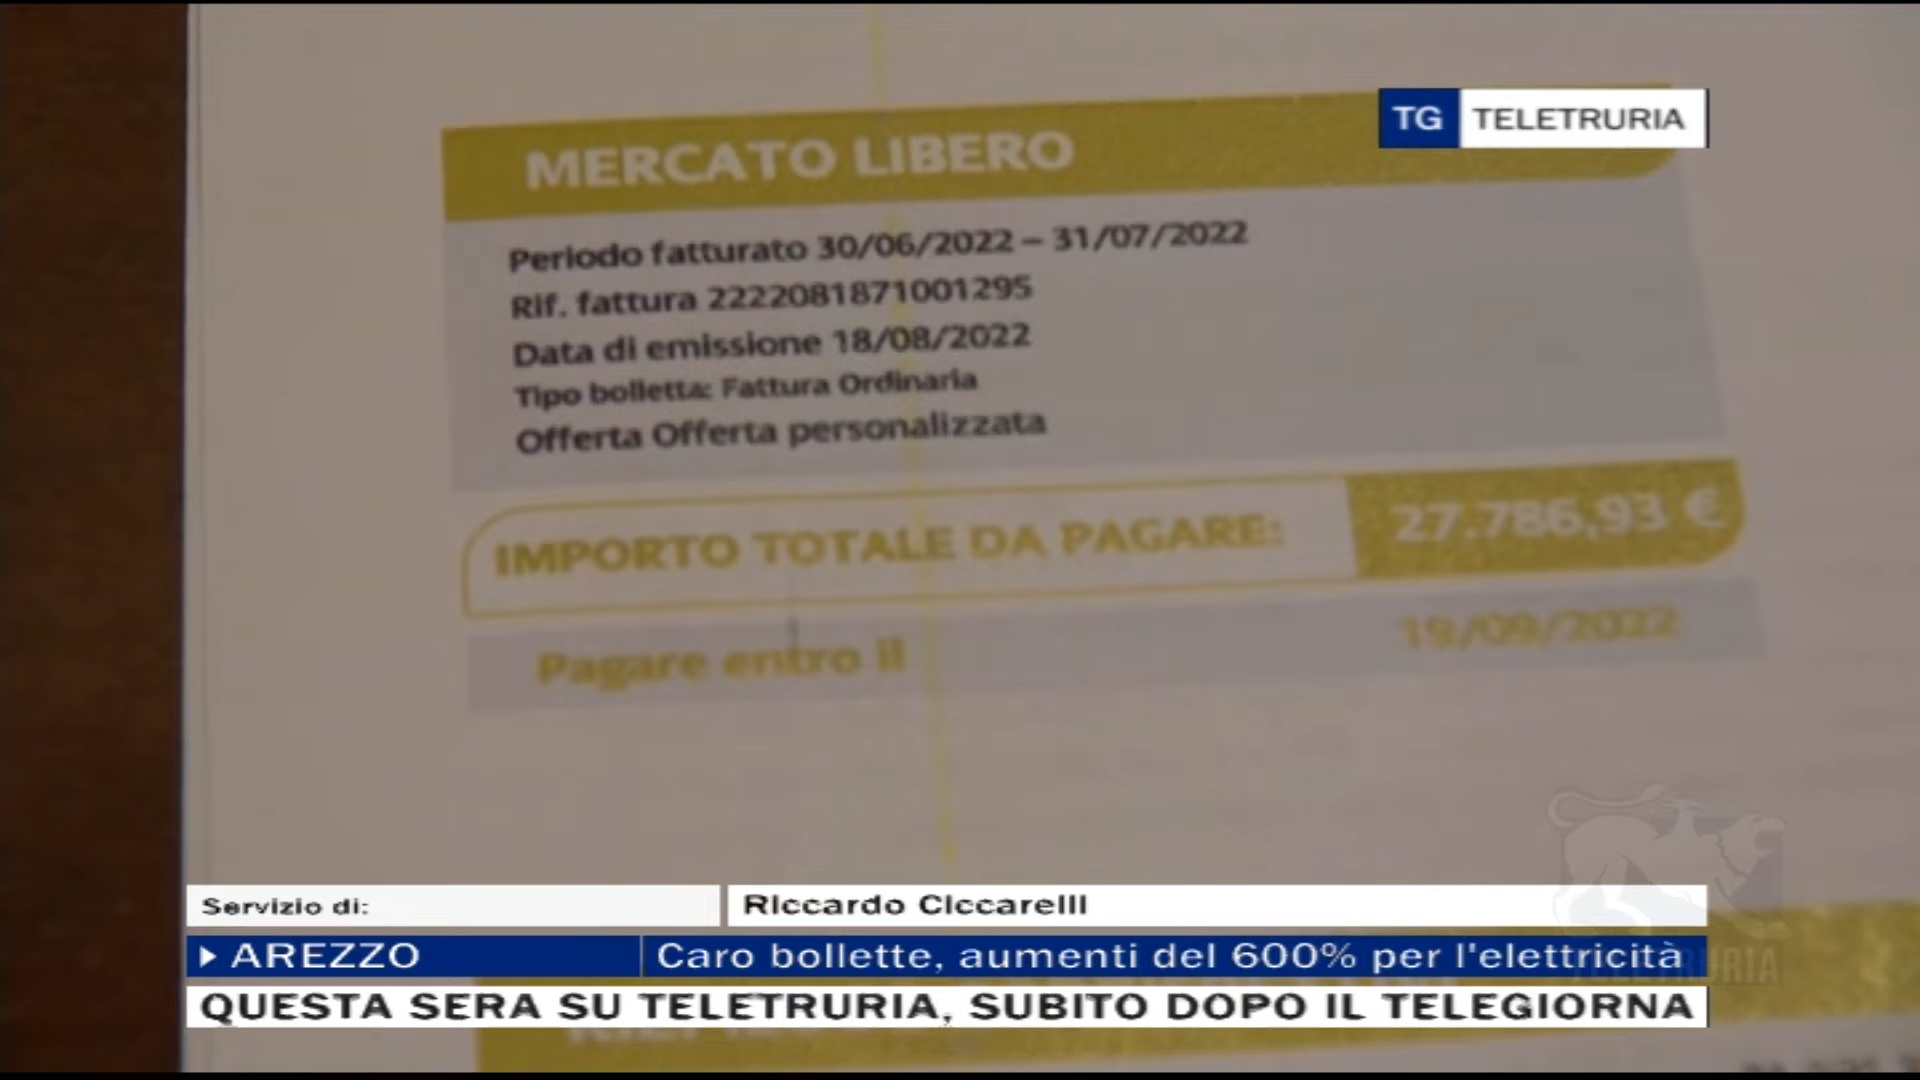 TG TELETRURIA
MERCATO LIBERO
Periodo fatturato 30/06/2022 – 31/07/2022
Rif. fattura 2222081871001295
Data di emissione 18/08/2022
Tipo bolletta: Fattura Ordinaria
Offerta Offerta personalizzata
IMPORTO TOTALE DA PAGARE: 27.786,93 €
Pagare entro il 19/09/2022
Servizio di: Riccardo Ciccarelli
AREZZO Caro bollette, aumenti del 600% per l'elettricità
TELETRURIA
QUESTA SERA SU TELETRURIA, SUBITO DOPO IL TELEGIORNA